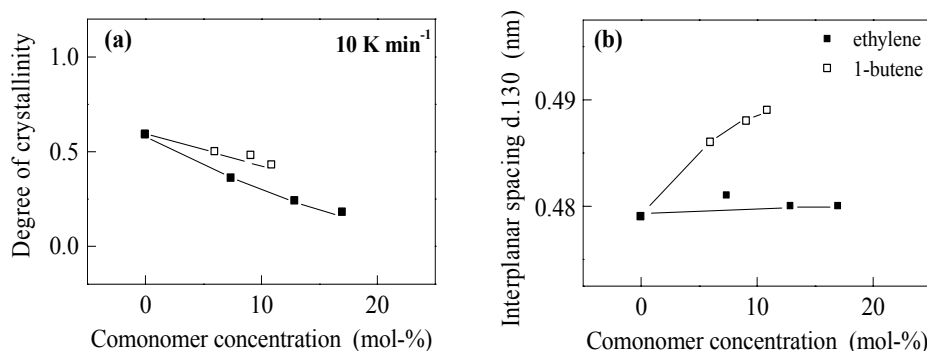 (a)
10 K min⁻¹
Degree of crystallinity
1.0
0.5
0.0
0 10 20
Comonomer concentration (mol-%)
(b)
ethylene
1-butene
Interplanar spacing d.130 (nm)
0.49
0.48
0 10 20
Comonomer concentration (mol-%)